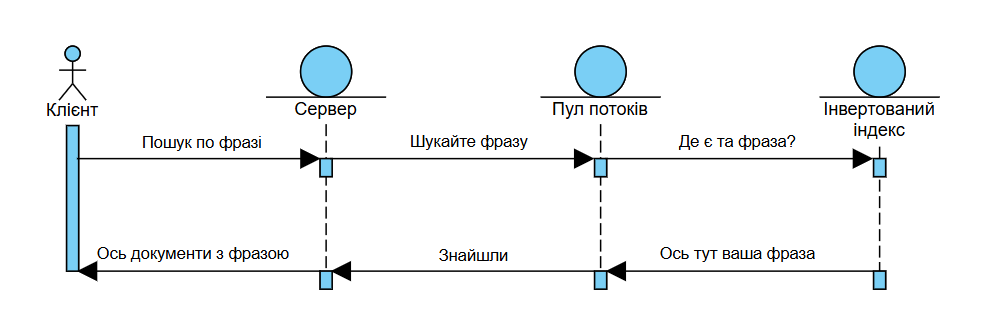 Клієнт
Сервер
Пул потоків
Інвертований
індекс
Пошук по фразі
Шукайте фразу
Де є та фраза?
Ось документи з фразою
Знайшли
Ось тут ваша фраза